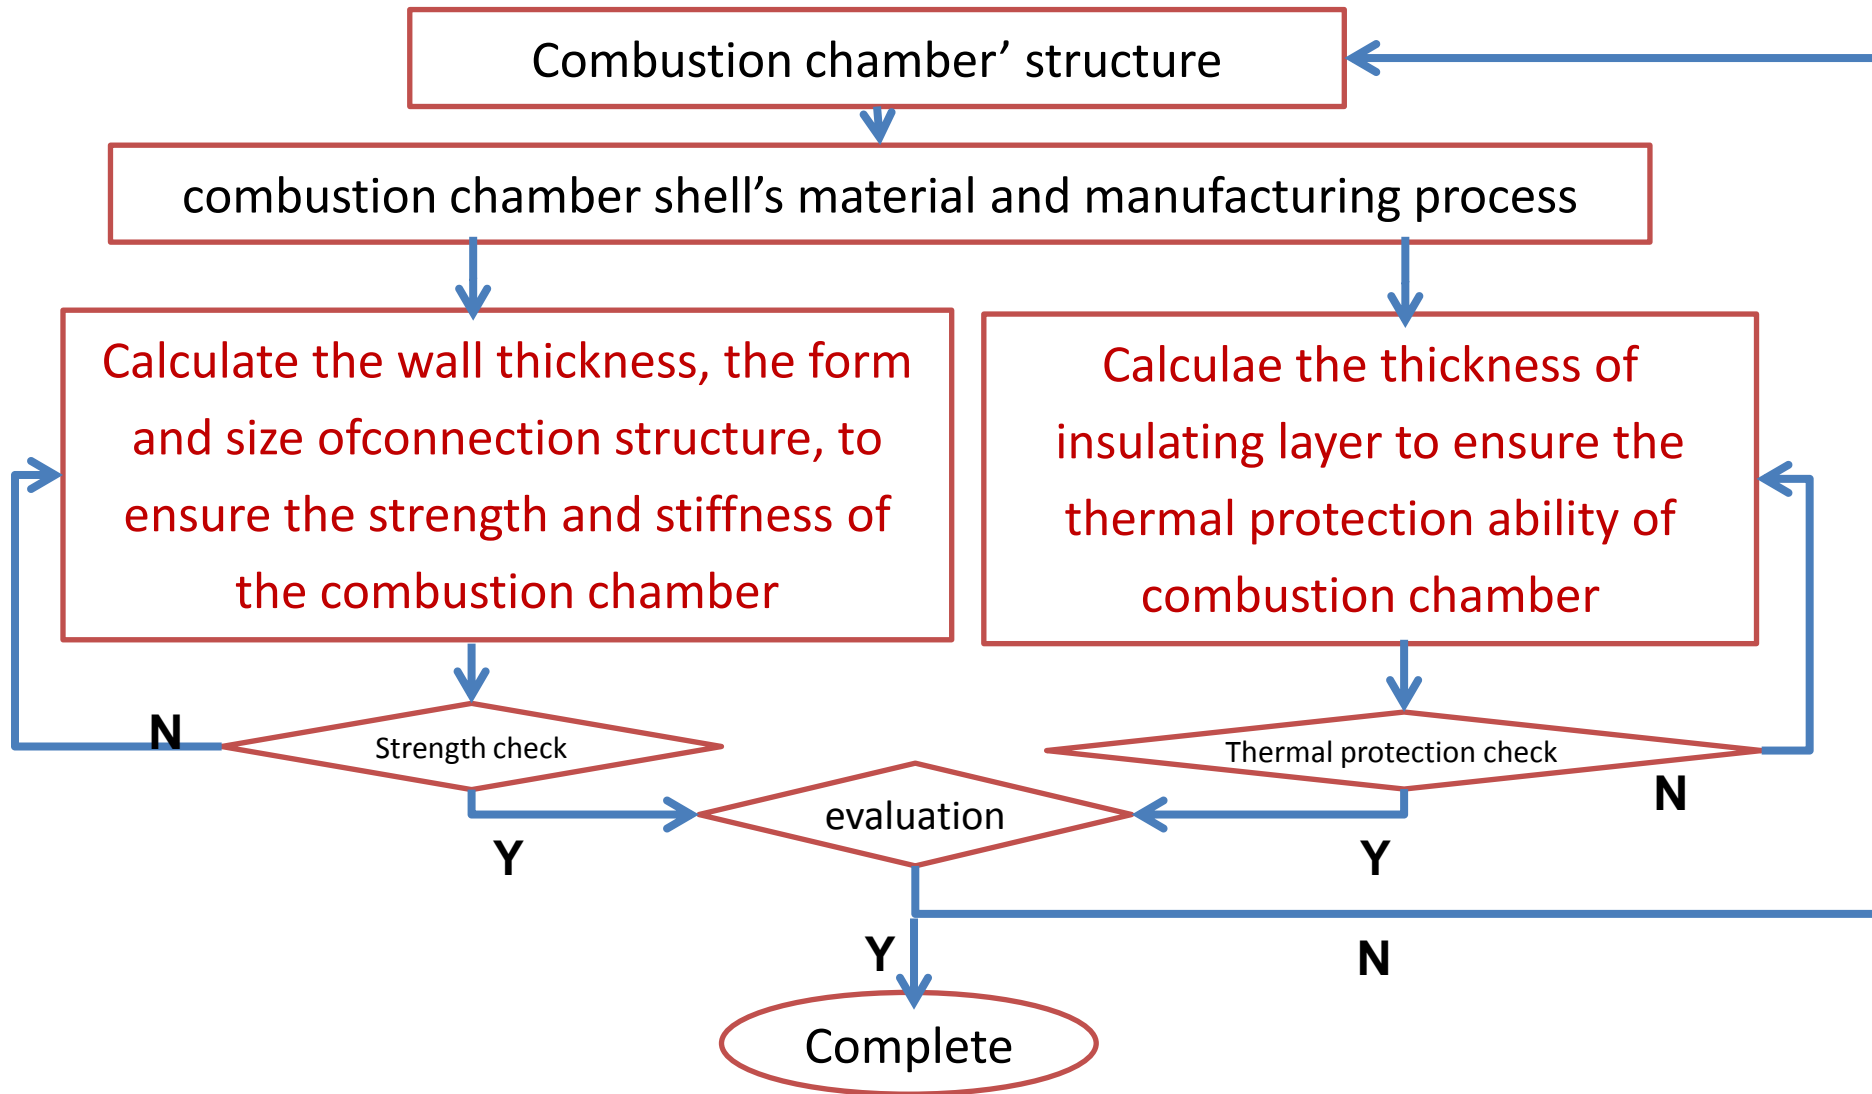 Combustion chamber’ structure
combustion chamber shell’s material and manufacturing process
Calculate the wall thickness, the form
and size ofconnection structure, to
ensure the strength and stiffness of
the combustion chamber
Calculae the thickness of
insulating layer to ensure the
thermal protection ability of
combustion chamber
N
Strength check
Thermal protection check
N
evaluation
Y
Y
Y
N
Complete